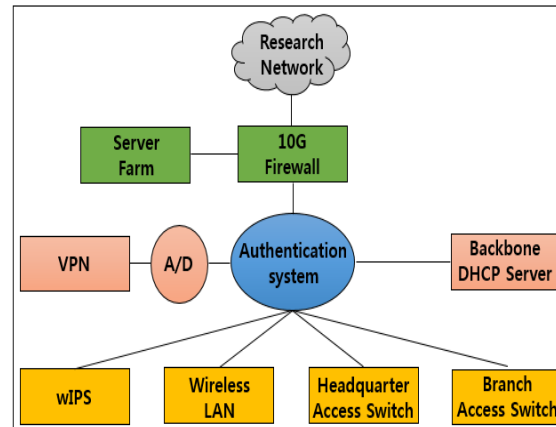 Research
Network
Server
Farm
10G
Firewall
VPN
A/D
Authentication
system
Backbone
DHCP Server
wIPS
Wireless
LAN
Headquarter
Access Switch
Branch
Access Switch